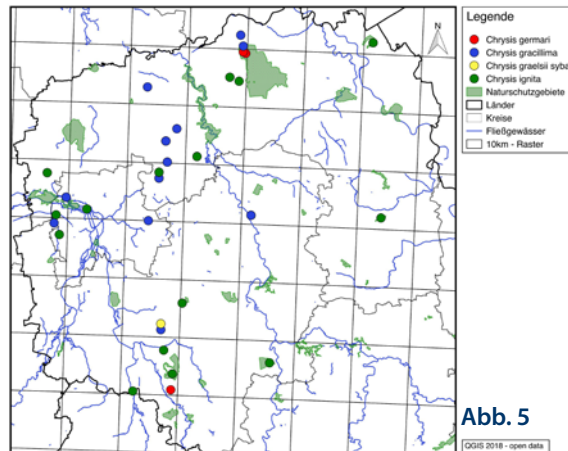 N
Legende
Chrysis germari
Chrysis gracillima
Chrysis graelsii syba
Chrysis ignita
Naturschutzgebiete
Länder
Kreise
Fließgewässer
10km - Raster
Abb. 5
QGIS 2018 - open data